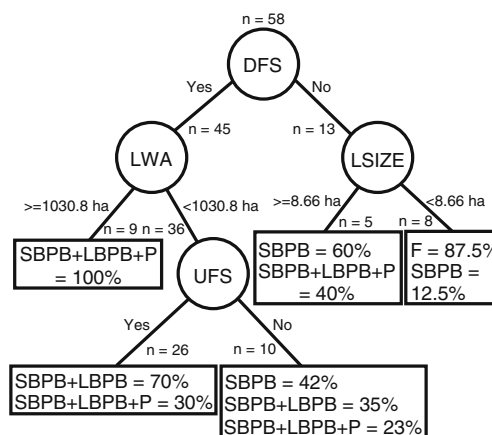 n = 58
DFS
Yes
No
n = 45
n = 13
LWA
LSIZE
>=1030.8 ha
<1030.8 ha
>=8.66 ha
<8.66 ha
n = 9
n = 36
n = 5
n = 8
SBPB+LBPB+P
= 100%
UFS
SBPB = 60%
SBPB+LBPB+P
= 40%
F = 87.5%
SBPB =
12.5%
Yes
No
n = 26
n = 10
SBPB+LBPB = 70%
SBPB+LBPB+P = 30%
SBPB = 42%
SBPB+LBPB = 35%
SBPB+LBPB+P = 23%